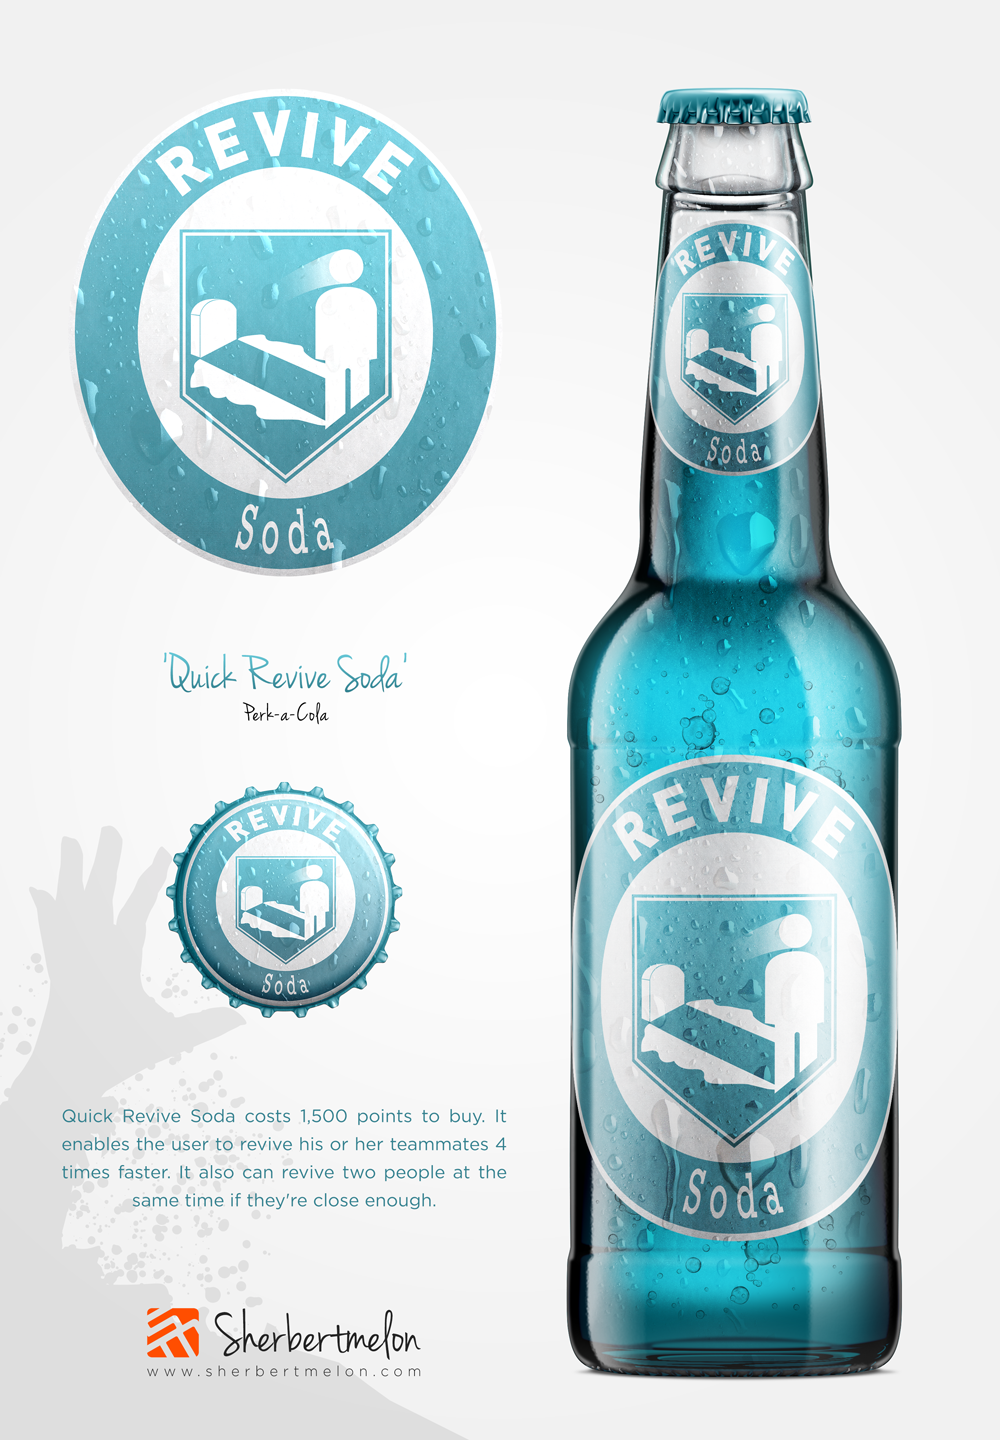 REVIVE
Soda
'Quick Revive Soda'
Perk-a-Cola
REVIVE
Soda
Quick Revive Soda costs 1,500 points to buy. It
enables the user to revive his or her teammates 4
times faster. It also can revive two people at the
same time if they're close enough.
Sherbertmelon
www.sherbertmelon.com
REVIVE
Soda
REVIVE
Soda